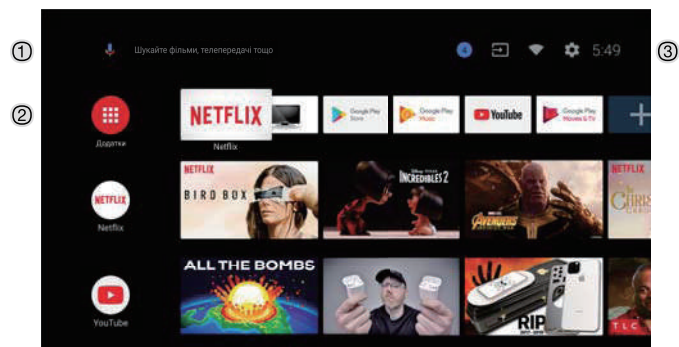 ①
Шукайте фільми, телепередачі тощо
4
5:49
③
②
Додатки
NETFLIX
Netflix
Google Play
Store
Google Play
Music
YouTube
Google Play
Movies & TV
NETFLIX
Netflix
NETFLIX
BIRD BOX
INCREDIBLES 2
AVENGERS
NETFLIX
YouTube
ALL THE BOMBS
RIP
TLC